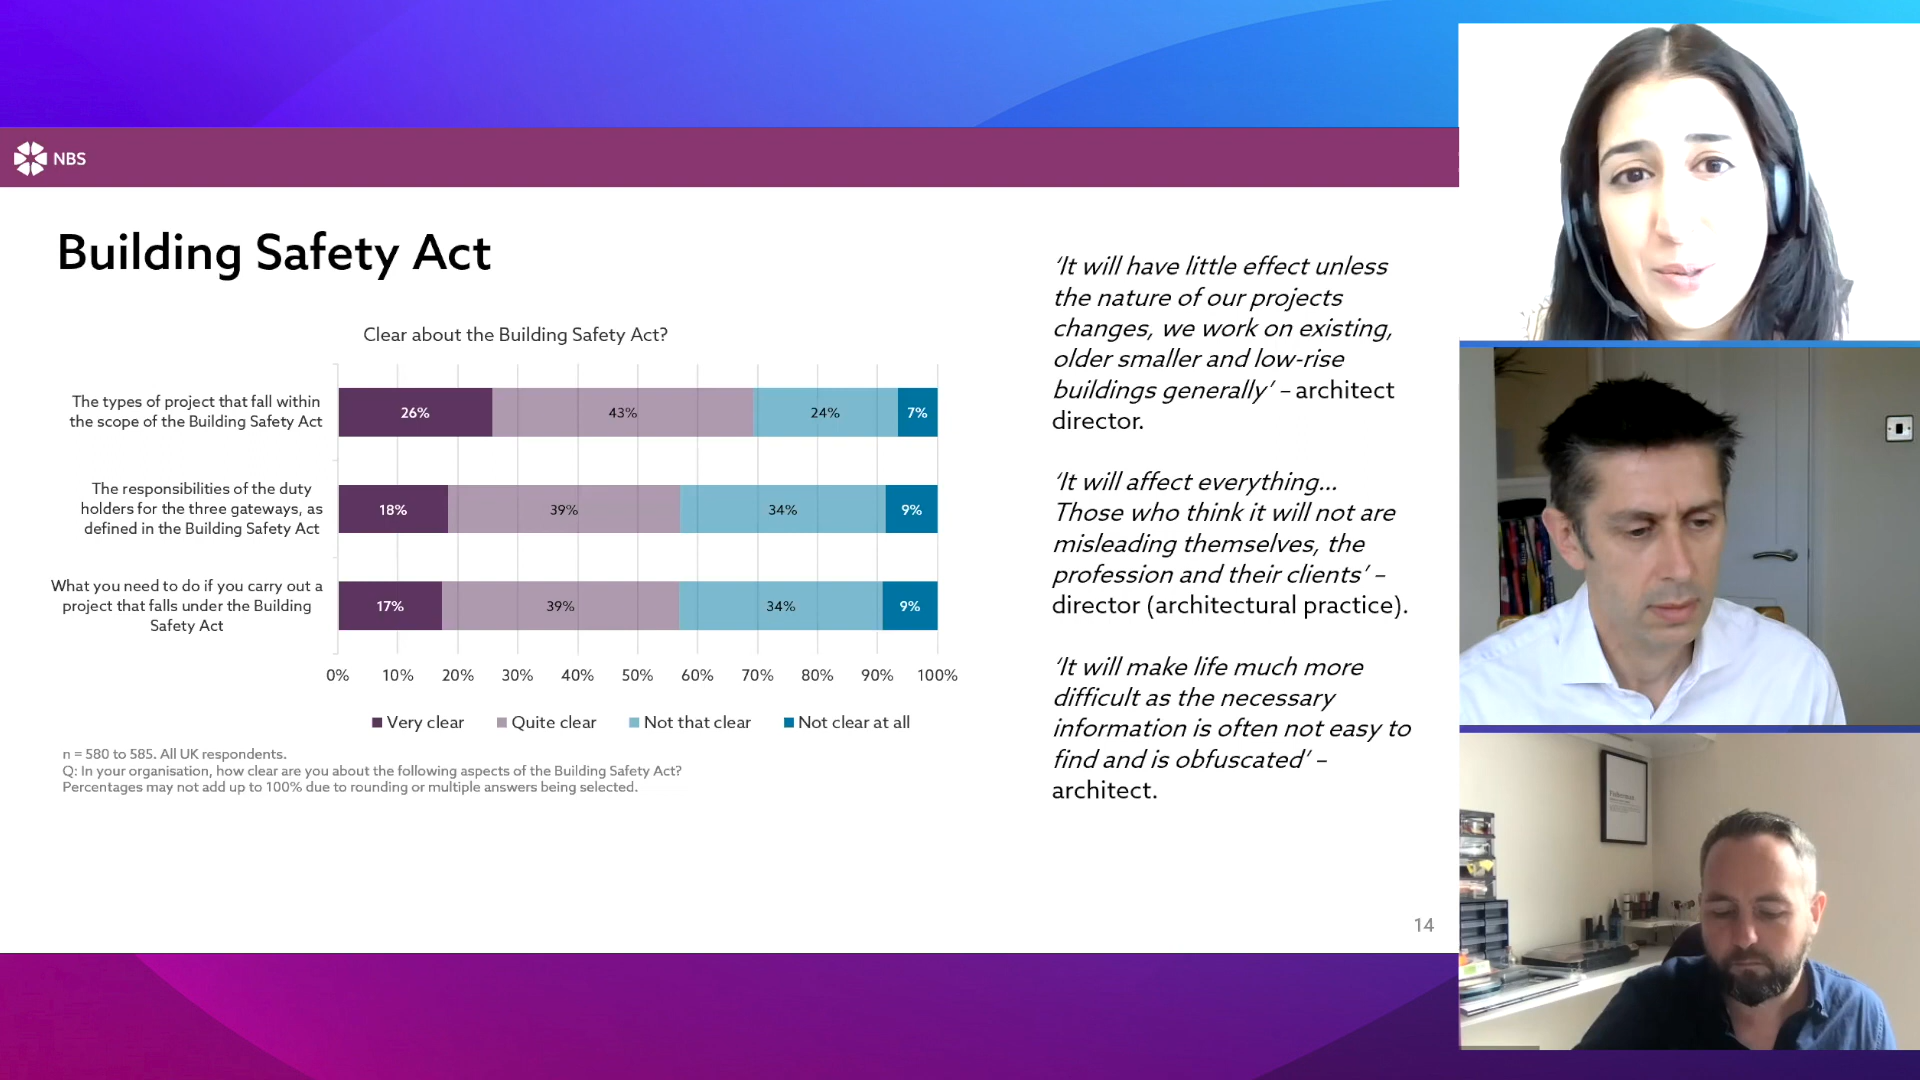 NBS
Building Safety Act
Clear about the Building Safety Act?
The types of project that fall within
the scope of the Building Safety Act
26%
43%
24%
7%
The responsibilities of the duty
holders for the three gateways, as
defined in the Building Safety Act
18%
39%
34%
9%
What you need to do if you carry out a
project that falls under the Building
Safety Act
17%
39%
34%
9%
0% 10% 20% 30% 40% 50% 60% 70% 80% 90% 100%
Very clear Quite clear Not that clear Not clear at all
n = 580 to 585. All UK respondents.
Q: In your organisation, how clear are you about the following aspects of the Building Safety Act?
Percentages may not add up to 100% due to rounding or multiple answers being selected.
‘It will have little effect unless
the nature of our projects
changes, we work on existing,
older smaller and low-rise
buildings generally’ – architect
director.
‘It will affect everything...
Those who think it will not are
misleading themselves, the
profession and their clients’ –
director (architectural practice).
‘It will make life much more
difficult as the necessary
information is often not easy to
find and is obfuscated’ –
architect.
14